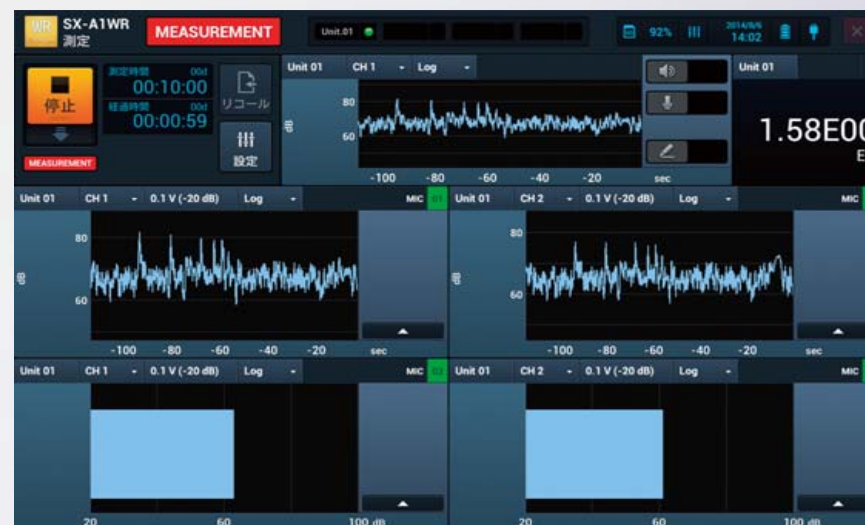 WR SX-A1WR
測定
MEASUREMENT
Unit.01
92%
2014/6/6
14:02
停止
MEASUREMENT
測定時間 00d
00:10:00
経過時間 00d
00:00:59
リコール
設定
Unit 01 CH 1 Log
dB
80
60
-100 -80 -60 -40 -20 sec
Unit 01
1.58E00
E
Unit 01 CH 1 0.1 V (-20 dB) Log MIC 01
dB
80
60
-100 -80 -60 -40 -20 sec
Unit 01 CH 2 0.1 V (-20 dB) Log MIC
dB
80
60
-100 -80 -60 -40 -20 sec
Unit 01 CH 1 0.1 V (-20 dB) Log MIC
20 60 100 dB
Unit 01 CH 2 0.1 V (-20 dB) Log MIC
20 60 100 dB